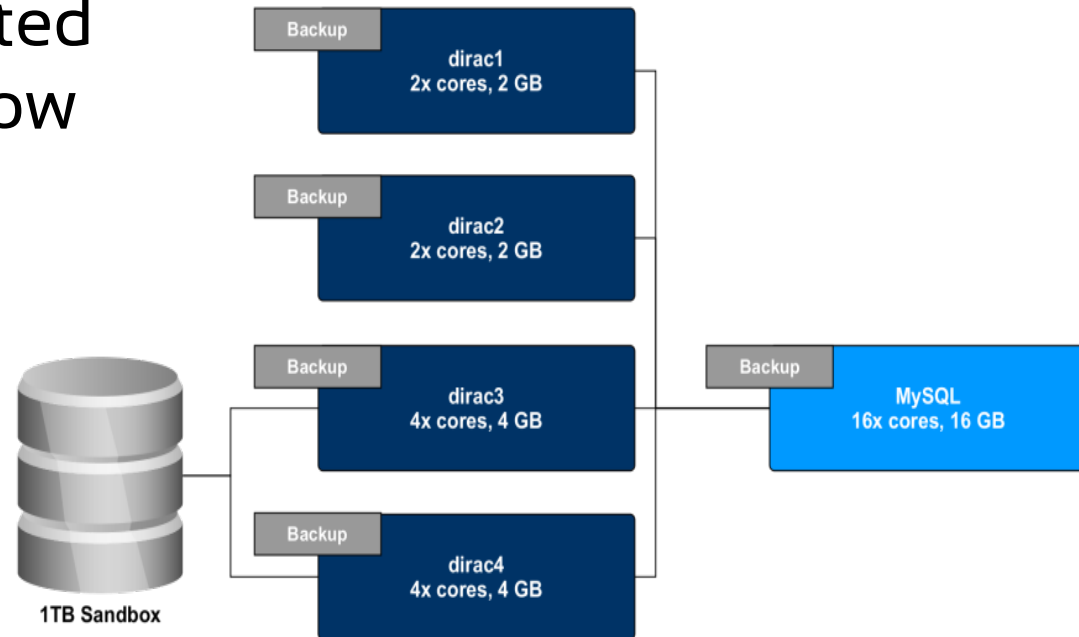 ted
ow
Backup
dirac1
2x cores, 2 GB
Backup
dirac2
2x cores, 2 GB
Backup
dirac3
4x cores, 4 GB
Backup
MySQL
16x cores, 16 GB
Backup
dirac4
4x cores, 4 GB
1TB Sandbox